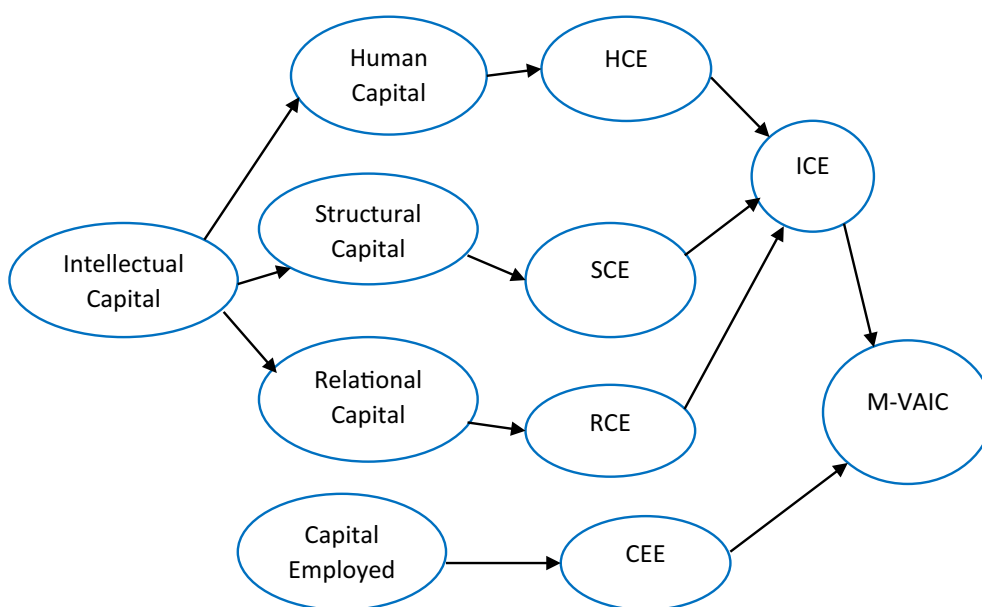 Human
Capital
HCE
ICE
Structural
Capital
SCE
Intellectual
Capital
Relational
Capital
RCE
M-VAIC
Capital
Employed
CEE